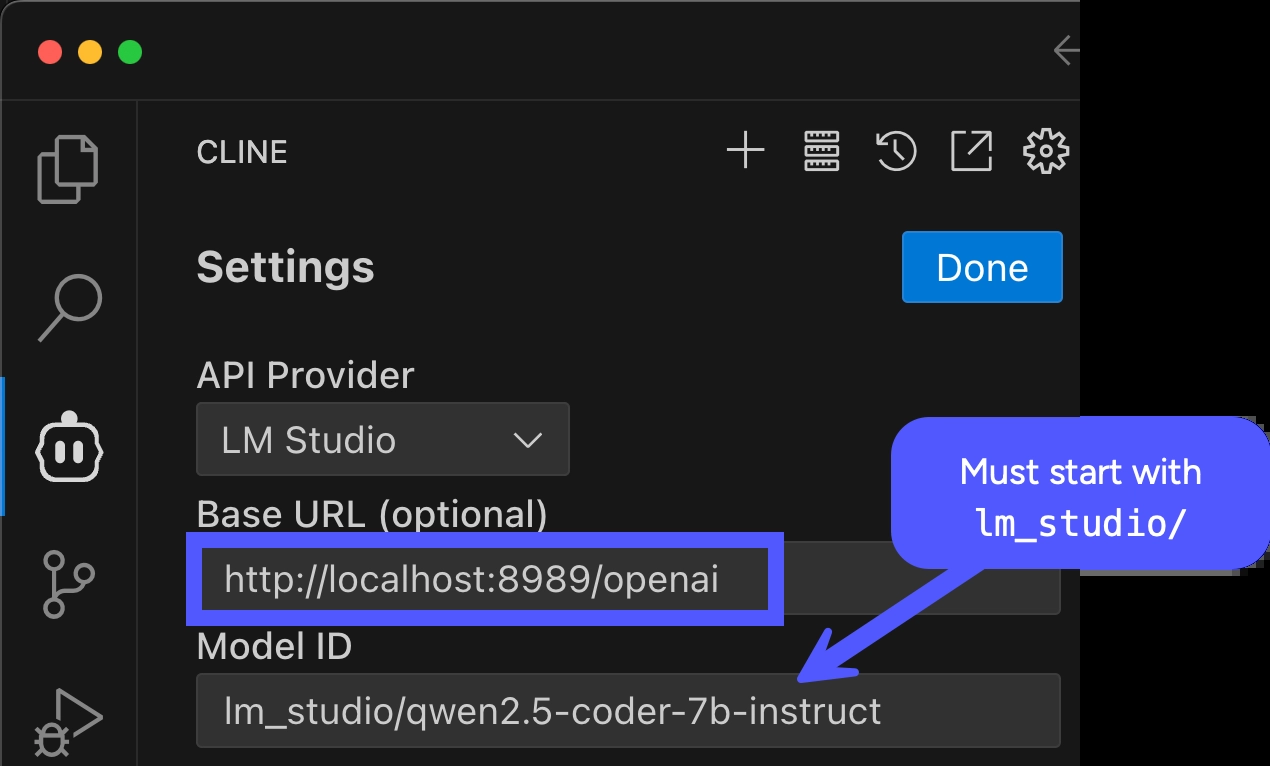 CLINE
Settings
Done
API Provider
LM Studio
Base URL (optional)
http://localhost:8989/openai
Must start with
lm_studio/
Model ID
lm_studio/qwen2.5-coder-7b-instruct